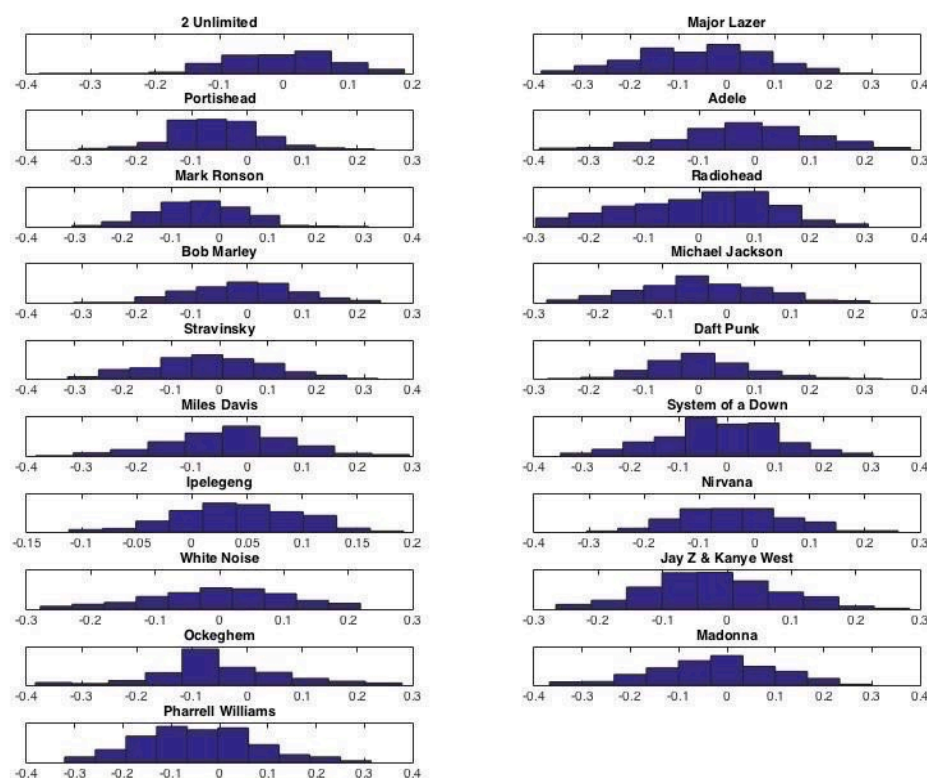 2 Unlimited
-0.4 -0.3 -0.2 -0.1 0 0.1 0.2
Portishead
-0.4 -0.3 -0.2 -0.1 0 0.1 0.2 0.3
Mark Ronson
-0.4 -0.3 -0.2 -0.1 0 0.1 0.2 0.3 0.4
Bob Marley
-0.4 -0.3 -0.2 -0.1 0 0.1 0.2 0.3
Stravinsky
-0.4 -0.3 -0.2 -0.1 0 0.1 0.2 0.3 0.4
Miles Davis
-0.4 -0.3 -0.2 -0.1 0 0.1 0.2 0.3
Ipelegeng
-0.15 -0.1 -0.05 0 0.05 0.1 0.15 0.2
White Noise
-0.3 -0.2 -0.1 0 0.1 0.2 0.3
Ockeghem
-0.4 -0.3 -0.2 -0.1 0 0.1 0.2 0.3
Pharrell Williams
-0.4 -0.3 -0.2 -0.1 0 0.1 0.2 0.3 0.4
Major Lazer
-0.4 -0.3 -0.2 -0.1 0 0.1 0.2 0.3 0.4
Adele
-0.4 -0.3 -0.2 -0.1 0 0.1 0.2 0.3
Radiohead
-0.3 -0.2 -0.1 0 0.1 0.2 0.3 0.4
Michael Jackson
-0.3 -0.2 -0.1 0 0.1 0.2 0.3
Daft Punk
-0.3 -0.2 -0.1 0 0.1 0.2 0.3 0.4
System of a Down
-0.4 -0.3 -0.2 -0.1 0 0.1 0.2 0.3 0.4
Nirvana
-0.4 -0.3 -0.2 -0.1 0 0.1 0.2 0.3
Jay Z & Kanye West
-0.4 -0.3 -0.2 -0.1 0 0.1 0.2 0.3 0.4
Madonna
-0.4 -0.3 -0.2 -0.1 0 0.1 0.2 0.3 0.4